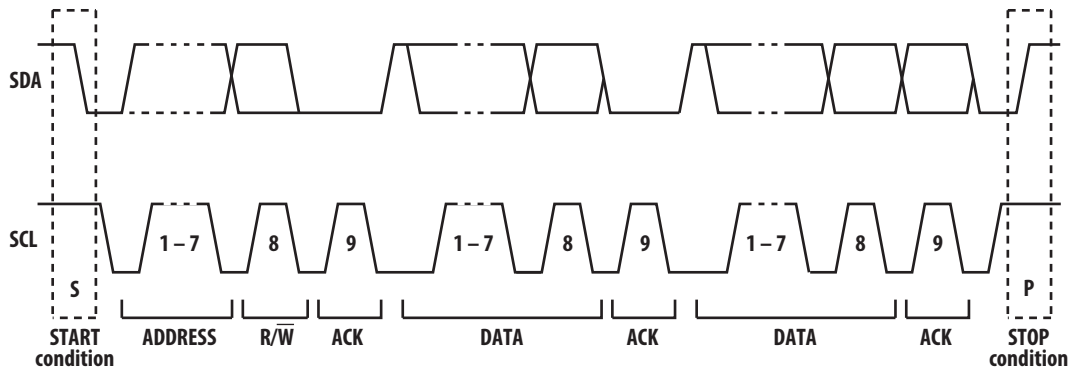 SDA
SCL
1 – 7 8 9 1 – 7 8 9 1 – 7 8 9
S P
START condition
ADDRESS R/W̅ ACK DATA ACK DATA ACK
STOP condition